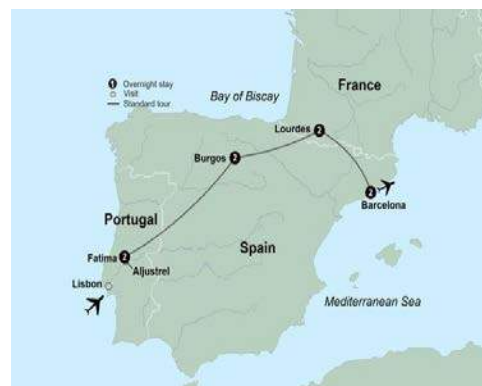 1 Overnight stay
Visit
Standard tour
Bay of Biscay
France
Lourdes 2
Burgos 2
Barcelona 2
Portugal
Spain
Fatima 2
Aljustrel
Lisbon
Mediterranean Sea